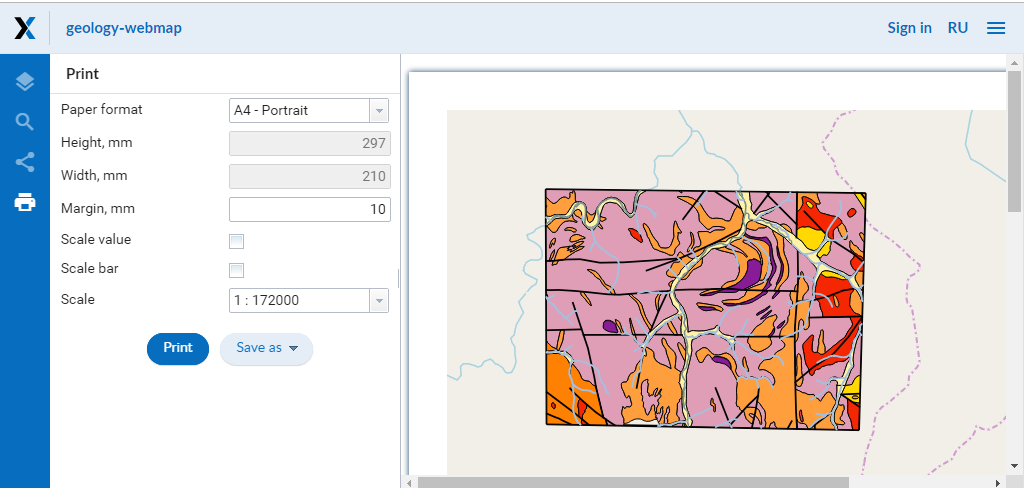 geology-webmap
Sign in RU
Print
Paper format A4 - Portrait
Height, mm 297
Width, mm 210
Margin, mm 10
Scale value
Scale bar
Scale 1 : 172000
Print Save as